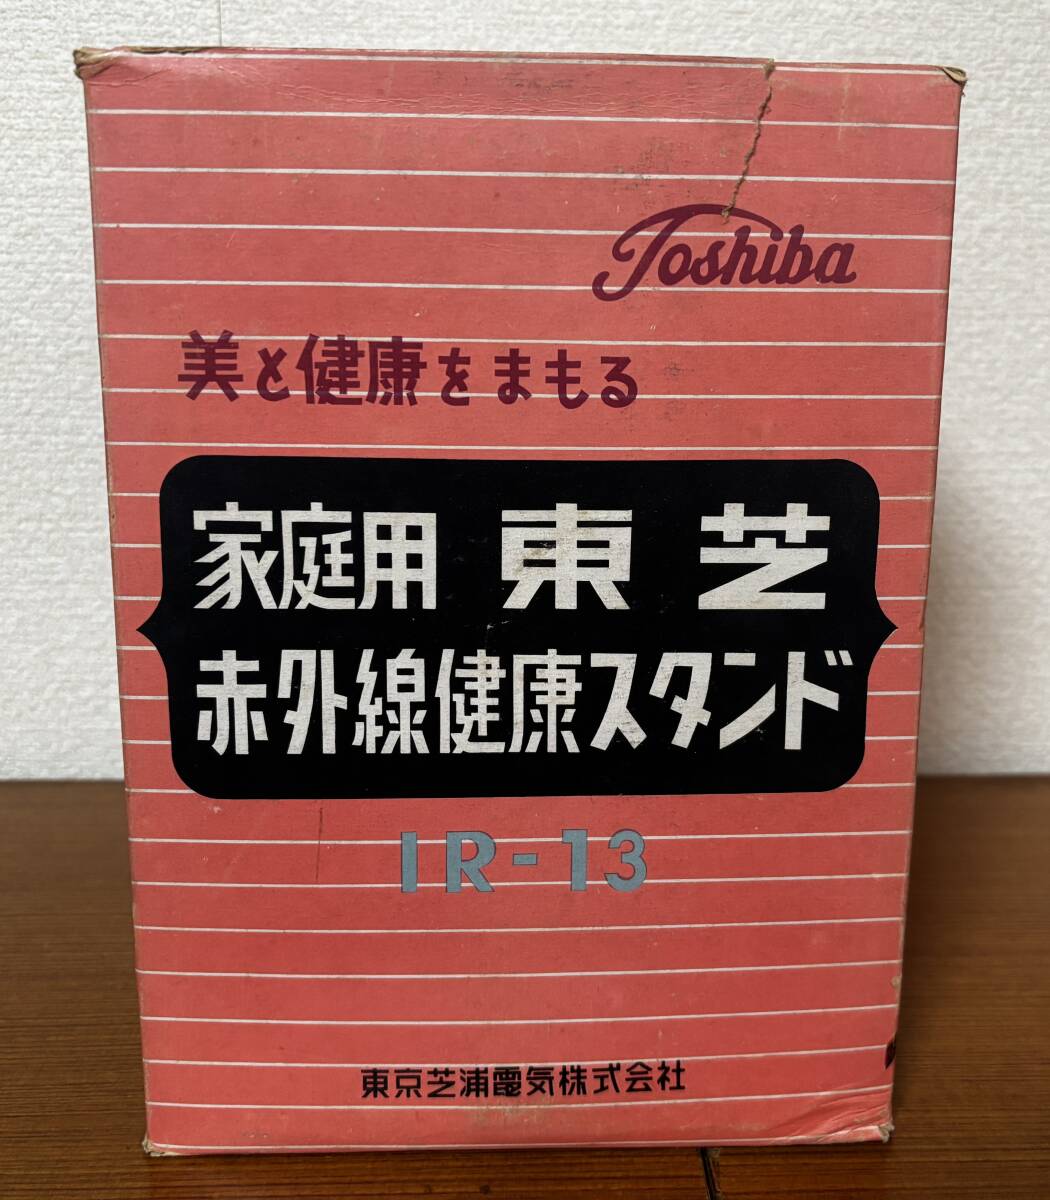 Toshiba
美と健康をまもる
家庭用 東芝
赤外線健康スタンド
IR-13
東京芝浦電気株式会社